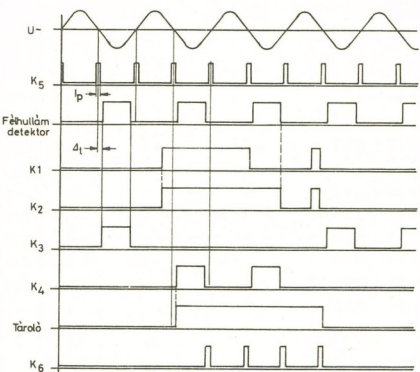 U~
K5
tp
Félhullám
detektor
Δt
K1
K2
K3
K4
Tároló
K6